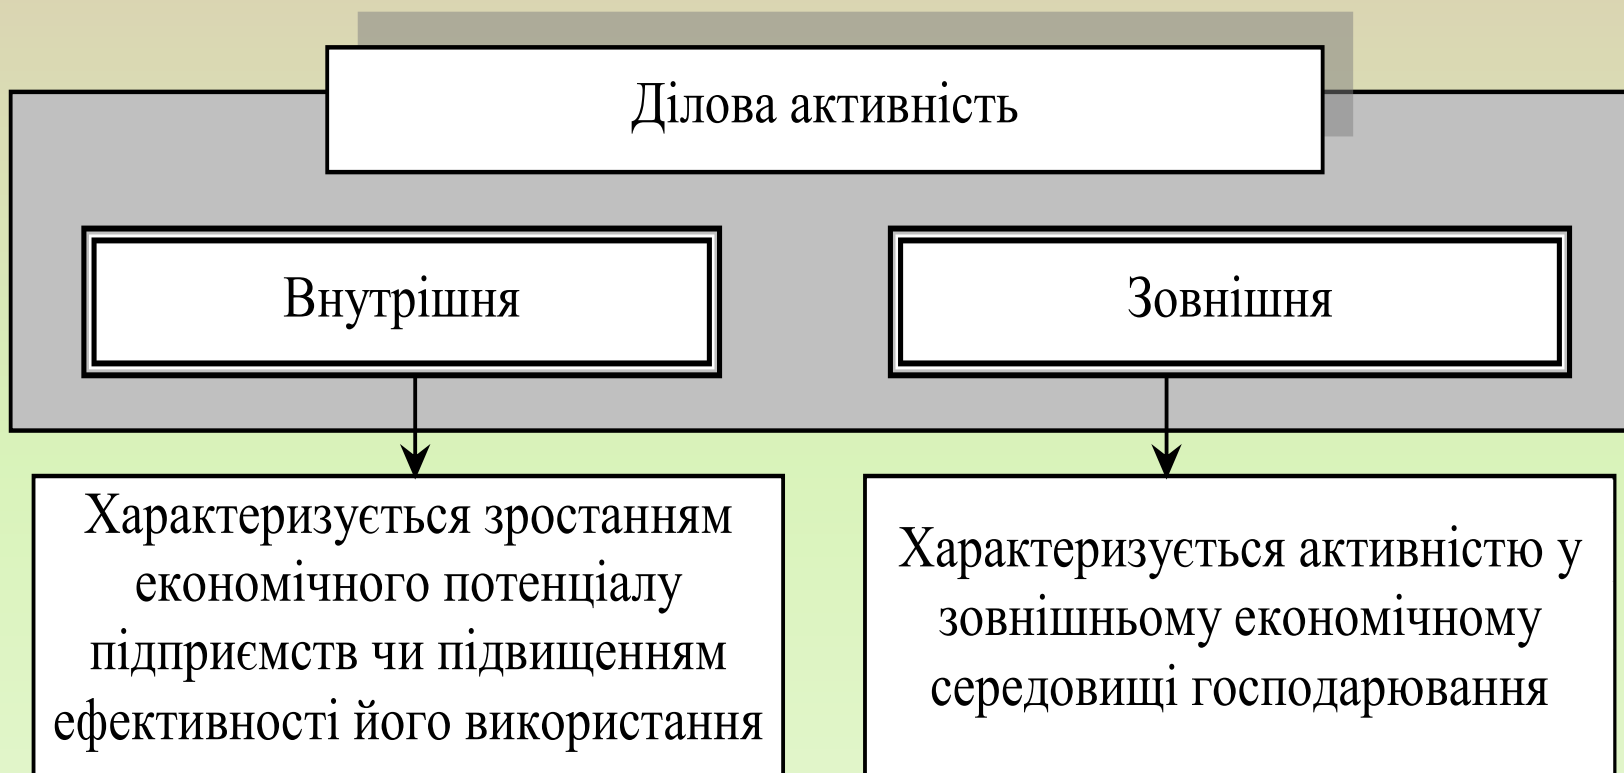 Ділова активність
Внутрішня
Зовнішня
Характеризується зростанням
економічного потенціалу
підприємств чи підвищенням
ефективності його використання
Характеризується активністю у
зовнішньому економічному
середовищі господарювання